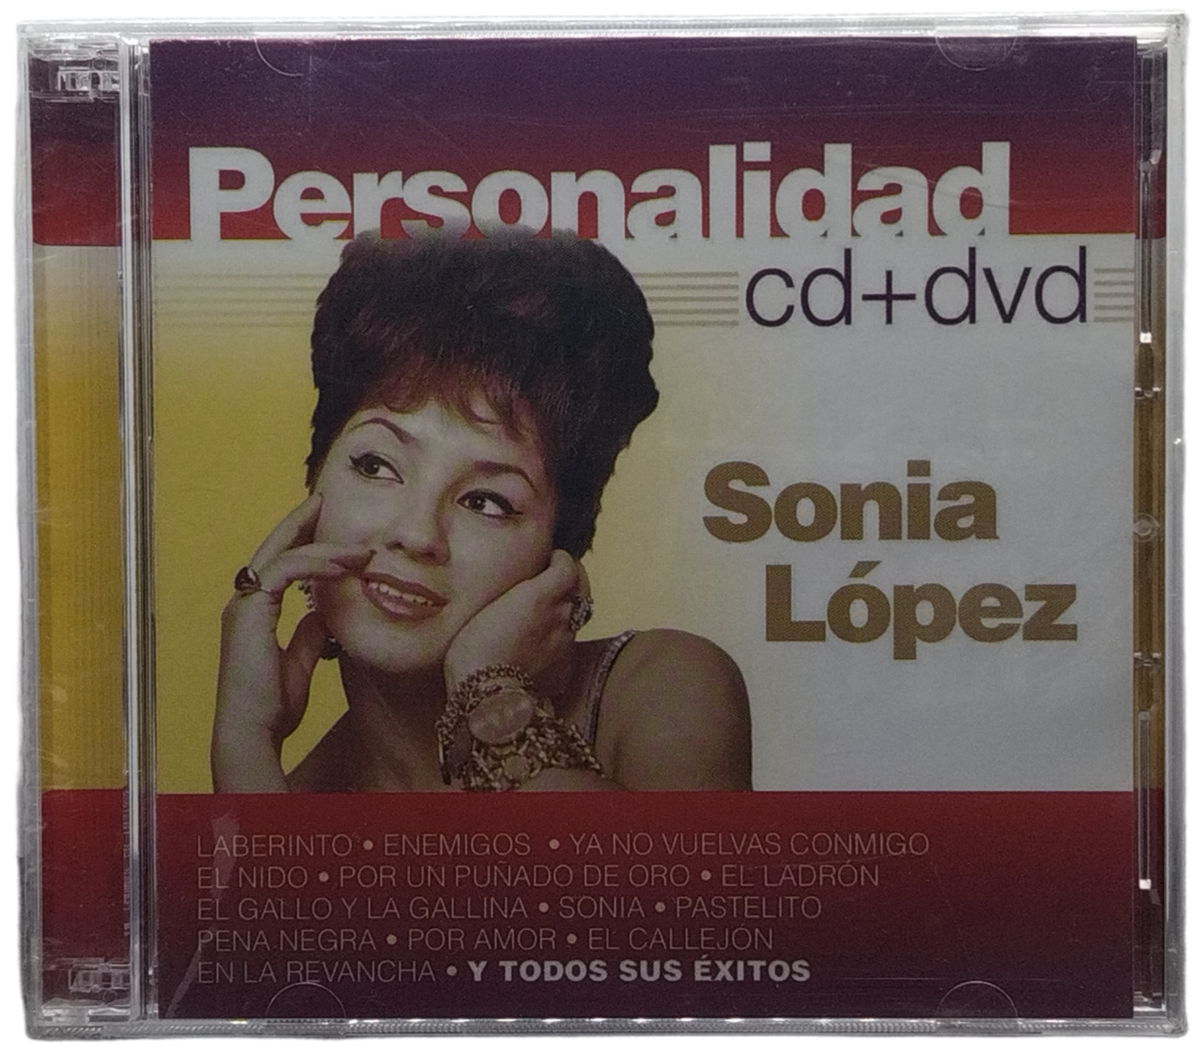 Personalidad
cd+dvd
Sonia
López
LABERINTO • ENEMIGOS • YA NO VUELVAS CONMIGO
EL NIDO • POR UN PUÑADO DE ORO • EL LADRÓN
EL GALLO Y LA GALLINA • SONIA • PASTELITO
PENA NEGRA • POR AMOR • EL CALLEJÓN
EN LA REVANCHA • Y TODOS SUS ÉXITOS